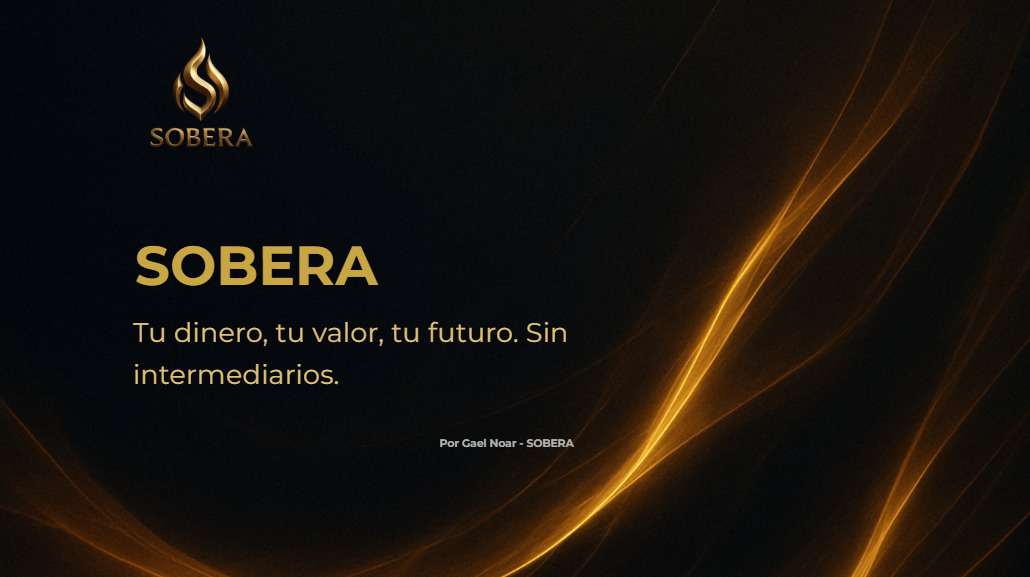 SOBERA
SOBERA
Tu dinero, tu valor, tu futuro. Sin
intermediarios.
Por Gael Noar - SOBERA